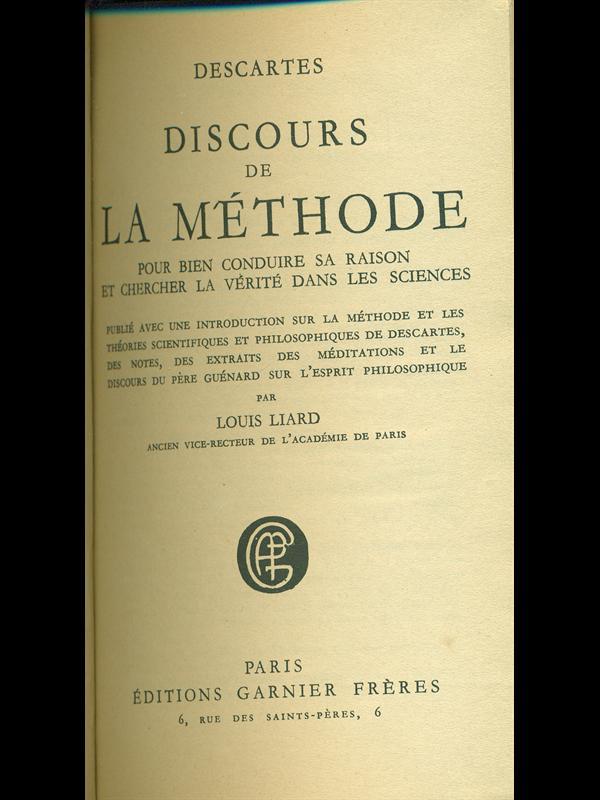 DESCARTES
DISCOURS
DE
LA MÉTHODE
POUR BIEN CONDUIRE SA RAISON
ET CHERCHER LA VÉRITÉ DANS LES SCIENCES
PUBLIÉ AVEC UNE INTRODUCTION SUR LA MÉTHODE ET LES
THÉORIES SCIENTIFIQUES ET PHILOSOPHIQUES DE DESCARTES,
DES NOTES, DES EXTRAITS DES MÉDITATIONS ET LE
DISCOURS DU PÈRE GUÉNARD SUR L'ESPRIT PHILOSOPHIQUE
PAR
LOUIS LIARD
ANCIEN VICE-RECTEUR DE L'ACADÉMIE DE PARIS
PARIS
ÉDITIONS GARNIER FRÈRES
6, RUE DES SAINTS-PÈRES, 6